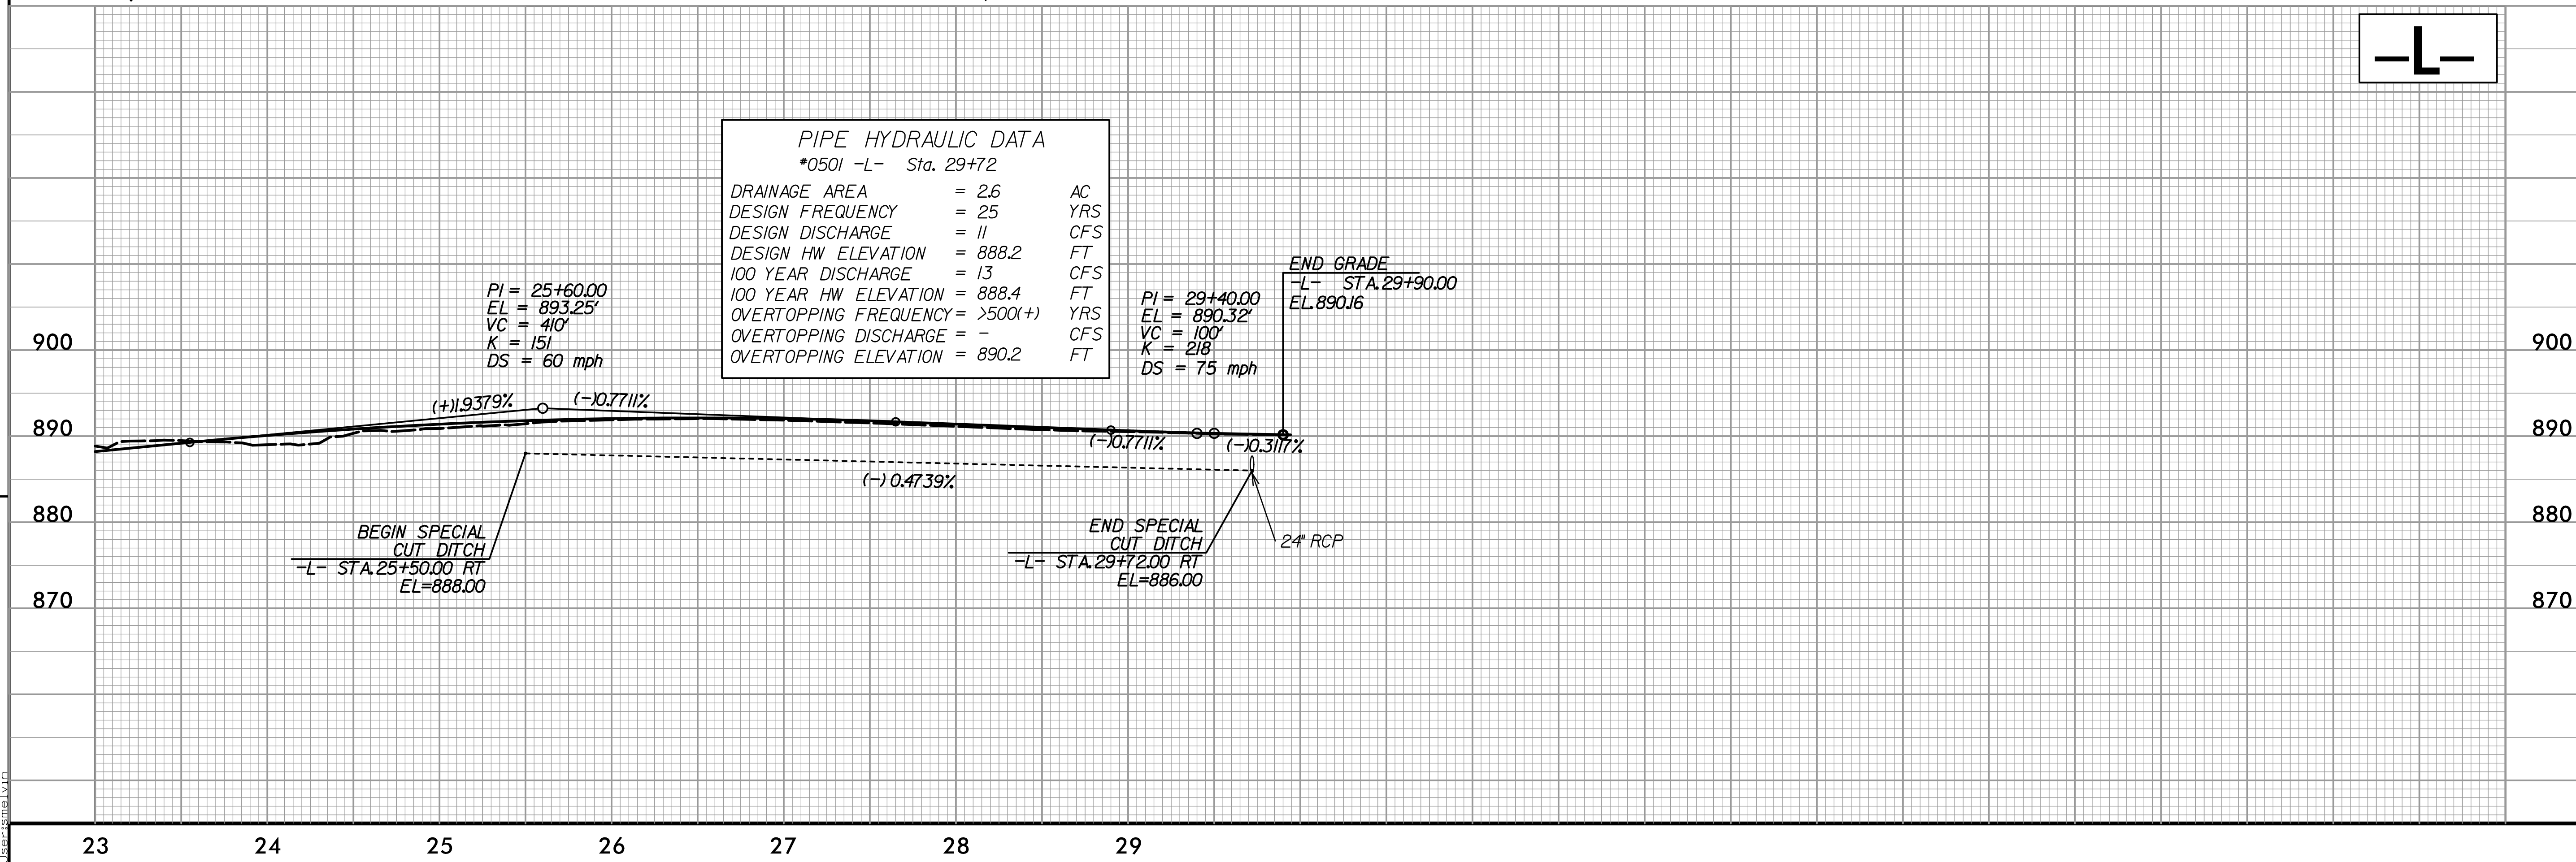 -L-
PIPE HYDRAULIC DATA
#0501 -L- Sta. 29+72
DRAINAGE AREA = 2.6 AC
DESIGN FREQUENCY = 25 YRS
DESIGN DISCHARGE = 11 CFS
DESIGN HW ELEVATION = 888.2 FT
100 YEAR DISCHARGE = 13 CFS
100 YEAR HW ELEVATION = 888.4 FT
OVERTOPPING FREQUENCY = >500(+) YRS
OVERTOPPING DISCHARGE = - CFS
OVERTOPPING ELEVATION = 890.2 FT
PI = 25+60.00
EL = 893.25'
VC = 410'
K = 151
DS = 60 mph
PI = 29+40.00
EL = 890.32'
VC = 100'
K = 218
DS = 75 mph
END GRADE
-L- STA.29+90.00
EL.890.16
900
900
(+)1.9379%
(-)0.7711%
890
(-)0.7711%
(-)0.3117%
890
(-)0.4739%
880
880
BEGIN SPECIAL
CUT DITCH
-L- STA.25+50.00 RT
EL=888.00
END SPECIAL
CUT DITCH
-L- STA.29+72.00 RT
EL=886.00
24" RCP
870
870
23 24 25 26 27 28 29